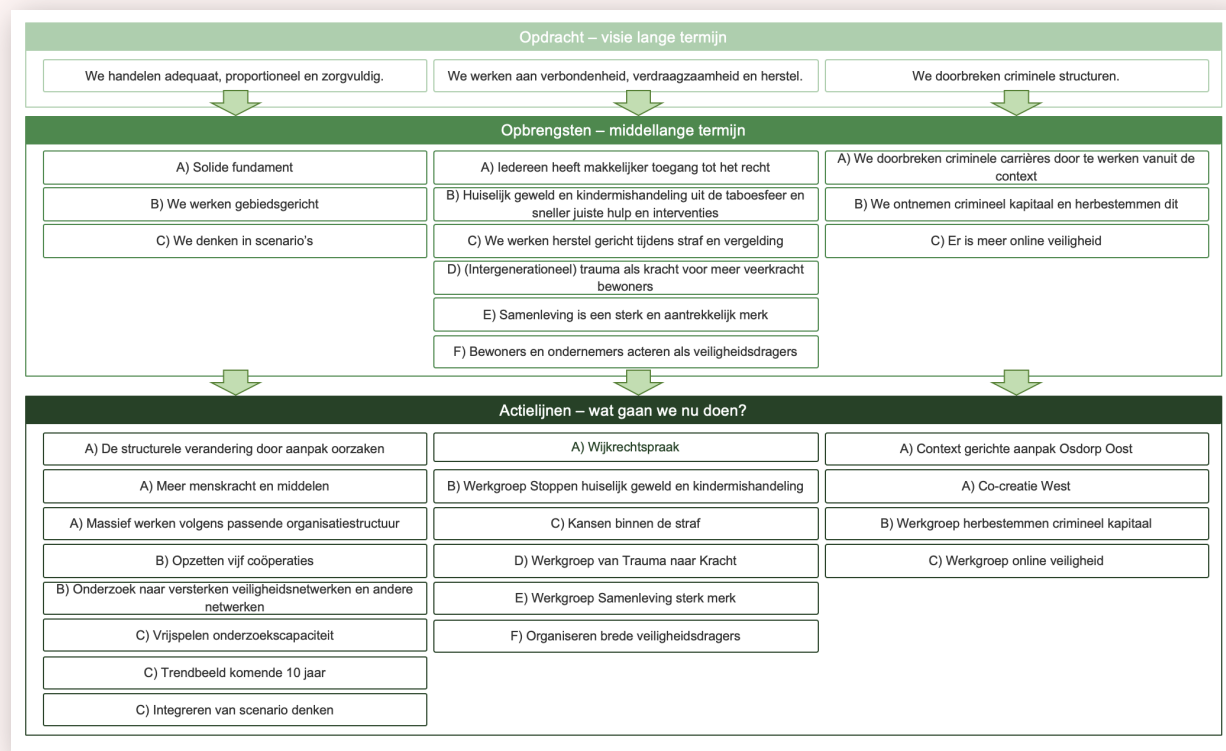 Opdracht – visie lange termijn
We handelen adequaat, proportioneel en zorgvuldig.
We werken aan verbondenheid, verdraagzaamheid en herstel.
We doorbreken criminele structuren.
Opbrengsten – middellange termijn
A) Solide fundament
B) We werken gebiedsgericht
C) We denken in scenario's
A) Iedereen heeft makkelijker toegang tot het recht
B) Huiselijk geweld en kindermishandeling uit de taboesfeer en
sneller juiste hulp en interventies
C) We werken herstel gericht tijdens straf en vergelding
D) (Intergenerationeel) trauma als kracht voor meer veerkracht
bewoners
E) Samenleving is een sterk en aantrekkelijk merk
F) Bewoners en ondernemers acteren als veiligheidsdragers
A) We doorbreken criminele carrières door te werken vanuit de
context
B) We ontnemen crimineel kapitaal en herbestemmen dit
C) Er is meer online veiligheid
Actielijnen – wat gaan we nu doen?
A) De structurele verandering door aanpak oorzaken
A) Meer menskracht en middelen
A) Massief werken volgens passende organisatiestructuur
B) Opzetten vijf coöperaties
B) Onderzoek naar versterken veiligheidsnetwerken en andere
netwerken
C) Vrijspelen onderzoekscapaciteit
C) Trendbeeld komende 10 jaar
C) Integreren van scenario denken
A) Wijkrechtspraak
B) Werkgroep Stoppen huiselijk geweld en kindermishandeling
C) Kansen binnen de straf
D) Werkgroep van Trauma naar Kracht
E) Werkgroep Samenleving sterk merk
F) Organiseren brede veiligheidsdragers
A) Context gerichte aanpak Osdorp Oost
A) Co-creatie West
B) Werkgroep herbestemmen crimineel kapitaal
C) Werkgroep online veiligheid